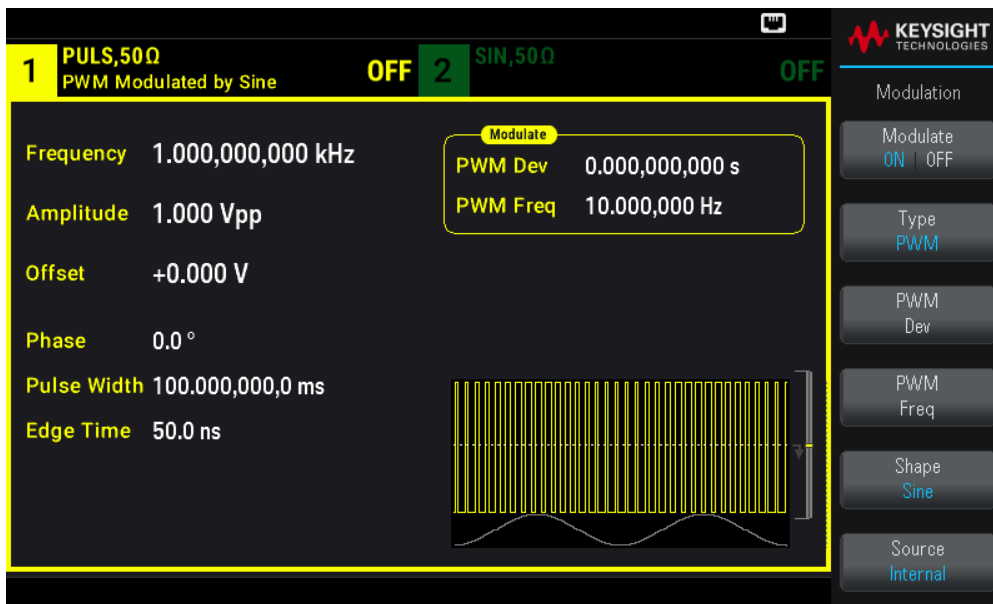 KEYSIGHT
TECHNOLOGIES
1
PULS,50Ω
PWM Modulated by Sine
OFF
2
SIN,50Ω
OFF
Modulation
Frequency 1.000,000,000 kHz
Amplitude 1.000 Vpp
Offset +0.000 V
Phase 0.0 °
Pulse Width 100.000,000,0 ms
Edge Time 50.0 ns
Modulate
PWM Dev 0.000,000,000 s
PWM Freq 10.000,000 Hz
Modulate
ON | OFF
Type
PWM
PWM
Dev
PWM
Freq
Shape
Sine
Source
Internal